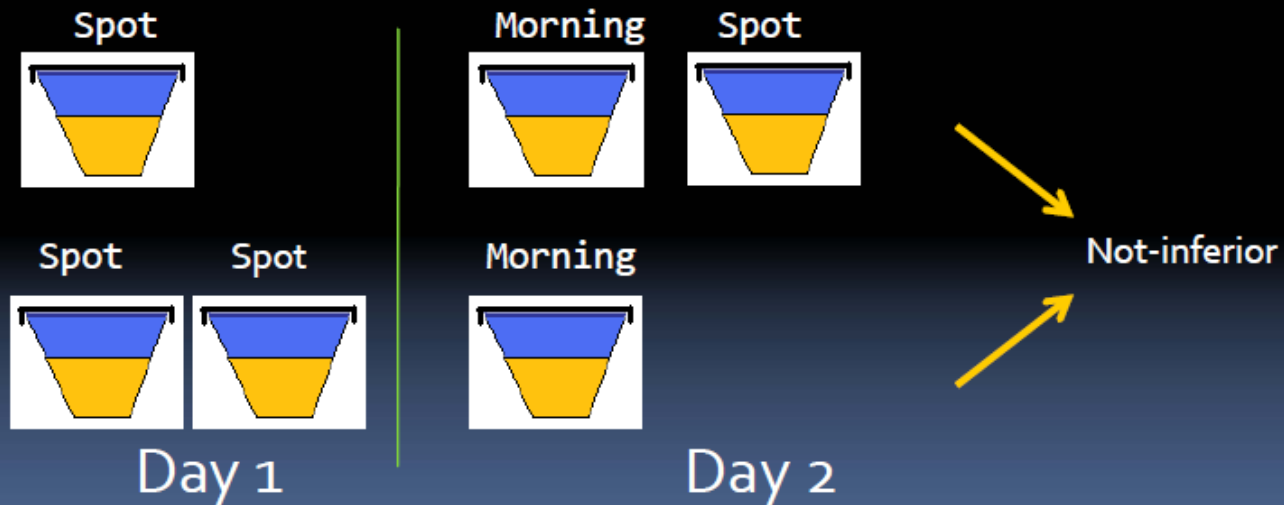 Spot
Morning Spot
Not-inferior
Spot Spot
Morning
Day 1
Day 2